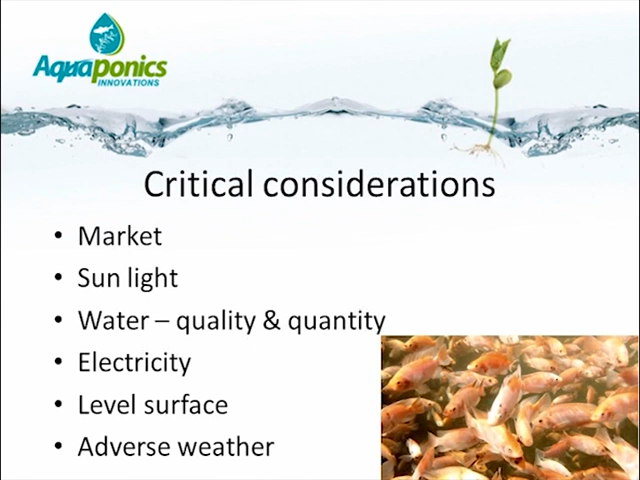 Aquaponics
INNOVATIONS
Critical considerations
• Market
• Sun light
• Water – quality & quantity
• Electricity
• Level surface
• Adverse weather